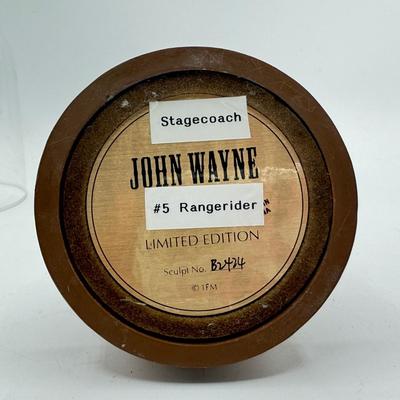 Stagecoach
JOHN WAYNE
#5 Rangerider
LIMITED EDITION
Sculpt No. B2424
© 1FM